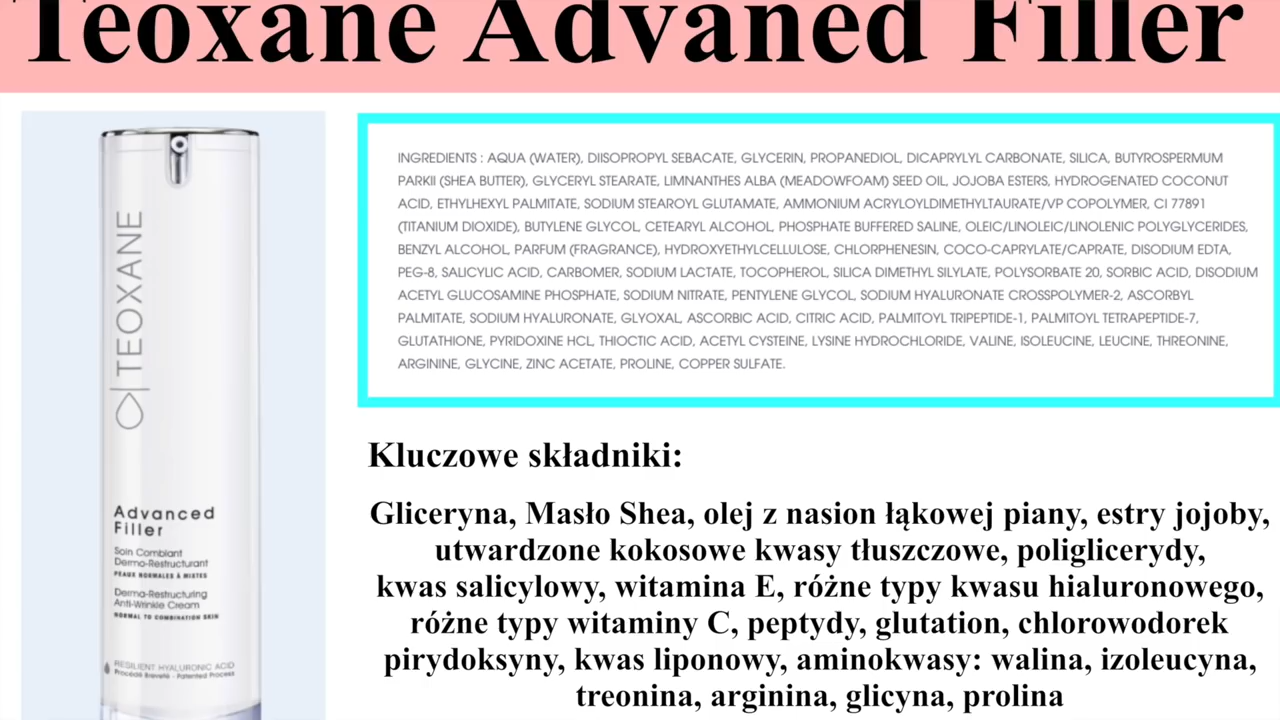 Teoxane Advaned Filler
TEOXANE
Advanced
Filler
Soin Comblant
Dermo-Restructurant
PEAUX NORMALES À MIXTES
Derma-Restructuring
Anti-Wrinkle Cream
NORMAL TO COMBINATION SKIN
RESILIENT HYALURONIC ACID
Procédé Breveté - Patented Process
INGREDIENTS : AQUA (WATER), DIISOPROPYL SEBACATE, GLYCERIN, PROPANEDIOL, DICAPRYLYL CARBONATE, SILICA, BUTYROSPERMUM
PARKII (SHEA BUTTER), GLYCERYL STEARATE, LIMNANTHES ALBA (MEADOWFOAM) SEED OIL, JOJOBA ESTERS, HYDROGENATED COCONUT
ACID, ETHYLHEXYL PALMITATE, SODIUM STEAROYL GLUTAMATE, AMMONIUM ACRYLOYLDIMETHYLTAURATE/VP COPOLYMER, CI 77891
(TITANIUM DIOXIDE), BUTYLENE GLYCOL, CETEARYL ALCOHOL, PHOSPHATE BUFFERED SALINE, OLEIC/LINOLEIC/LINOLENIC POLYGLYCERIDES,
BENZYL ALCOHOL, PARFUM (FRAGRANCE), HYDROXYETHYLCELLULOSE, CHLORPHENESIN, COCO-CAPRYLATE/CAPRATE, DISODIUM EDTA,
PEG-8, SALICYLIC ACID, CARBOMER, SODIUM LACTATE, TOCOPHEROL, SILICA DIMETHYL SILYLATE, POLYSORBATE 20, SORBIC ACID, DISODIUM
ACETYL GLUCOSAMINE PHOSPHATE, SODIUM NITRATE, PENTYLENE GLYCOL, SODIUM HYALURONATE CROSSPOLYMER-2, ASCORBYL
PALMITATE, SODIUM HYALURONATE, GLYOXAL, ASCORBIC ACID, CITRIC ACID, PALMITOYL TRIPEPTIDE-1, PALMITOYL TETRAPEPTIDE-7,
GLUTATHIONE, PYRIDOXINE HCL, THIOCTIC ACID, ACETYL CYSTEINE, LYSINE HYDROCHLORIDE, VALINE, ISOLEUCINE, LEUCINE, THREONINE,
ARGININE, GLYCINE, ZINC ACETATE, PROLINE, COPPER SULFATE.
Kluczowe składniki:
Gliceryna, Masło Shea, olej z nasion łąkowej piany, estry jojoby,
utwardzone kokosowe kwasy tłuszczowe, poliglicerydy,
kwas salicylowy, witamina E, różne typy kwasu hialuronowego,
różne typy witaminy C, peptydy, glutation, chlorowodorek
pirydoksyny, kwas liponowy, aminokwasy: walina, izoleucyna,
treonina, arginina, glicyna, prolina